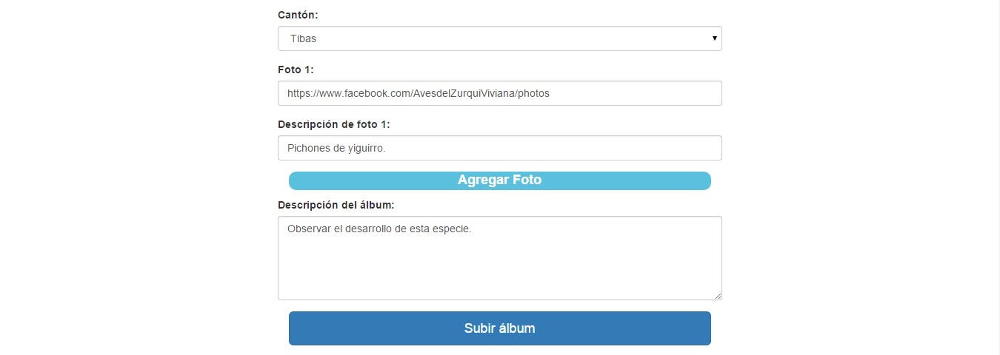 Cantón:
Tibas
Foto 1:
https://www.facebook.com/AvesdelZurquiViviana/photos
Descripción de foto 1:
Pichones de yiguirro.
Agregar Foto
Descripción del álbum:
Observar el desarrollo de esta especie.
Subir álbum